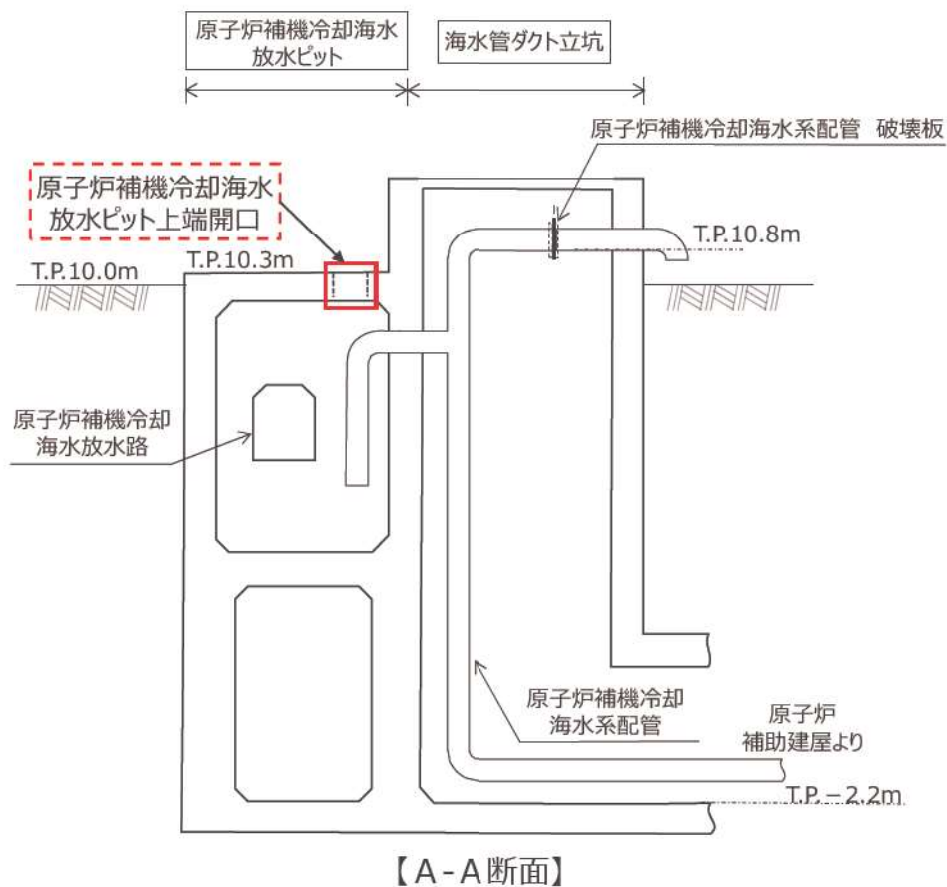 原子炉補機冷却海水
放水ピット
海水管ダクト立坑
原子炉補機冷却海水系配管 破壊板
原子炉補機冷却海水
放水ピット上端開口
T.P.10.8m
T.P.10.0m
T.P.10.3m
原子炉補機冷却
海水放水路
原子炉補機冷却
海水系配管
原子炉
補助建屋より
T.P.－2.2m
【A-A断面】